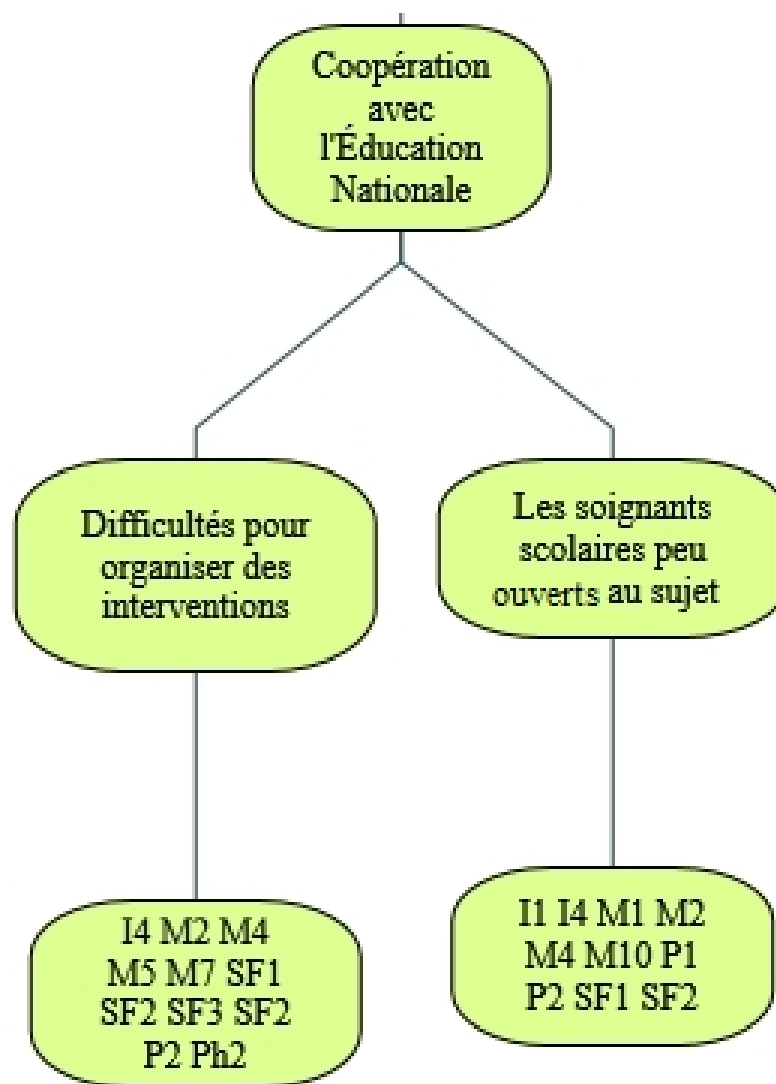 Coopération
avec
l'Éducation
Nationale
Difficultés pour
organiser des
interventions
Les soignants
scolaires peu
ouverts au sujet
I4 M2 M4
M5 M7 SF1
SF2 SF3 SF2
P2 Ph2
I1 I4 M1 M2
M4 M10 P1
P2 SF1 SF2